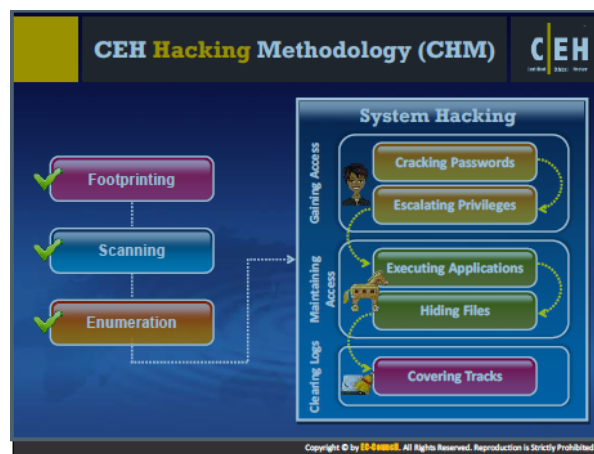 CEH Hacking Methodology (CHM)
CEH
System Hacking
Footprinting
Scanning
Enumeration
Gaining Access
Cracking Passwords
Escalating Privileges
Maintaining
Access
Executing Applications
Hiding Files
Clearing Logs
Covering Tracks
Copyright © by EC-Council. All Rights Reserved. Reproduction is Strictly Prohibited